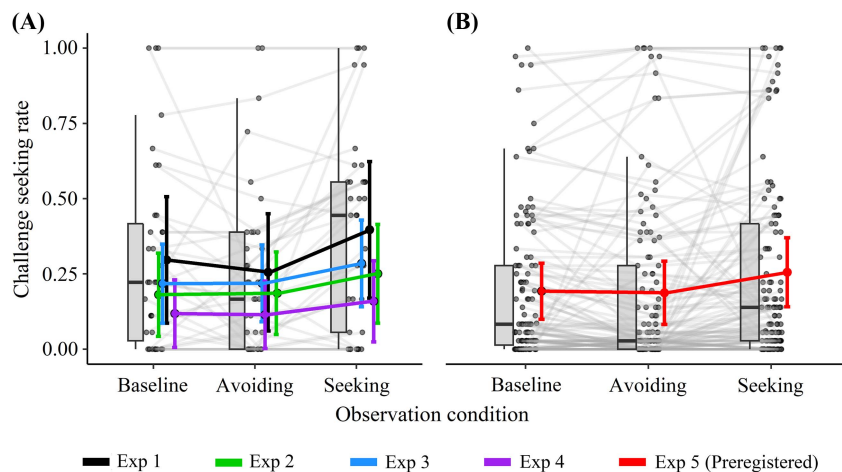 (A)
(B)
Challenge seeking rate
1.00
0.75
0.50
0.25
0.00
Baseline Avoiding Seeking
Baseline Avoiding Seeking
Observation condition
Exp 1 Exp 2 Exp 3 Exp 4 Exp 5 (Preregistered)